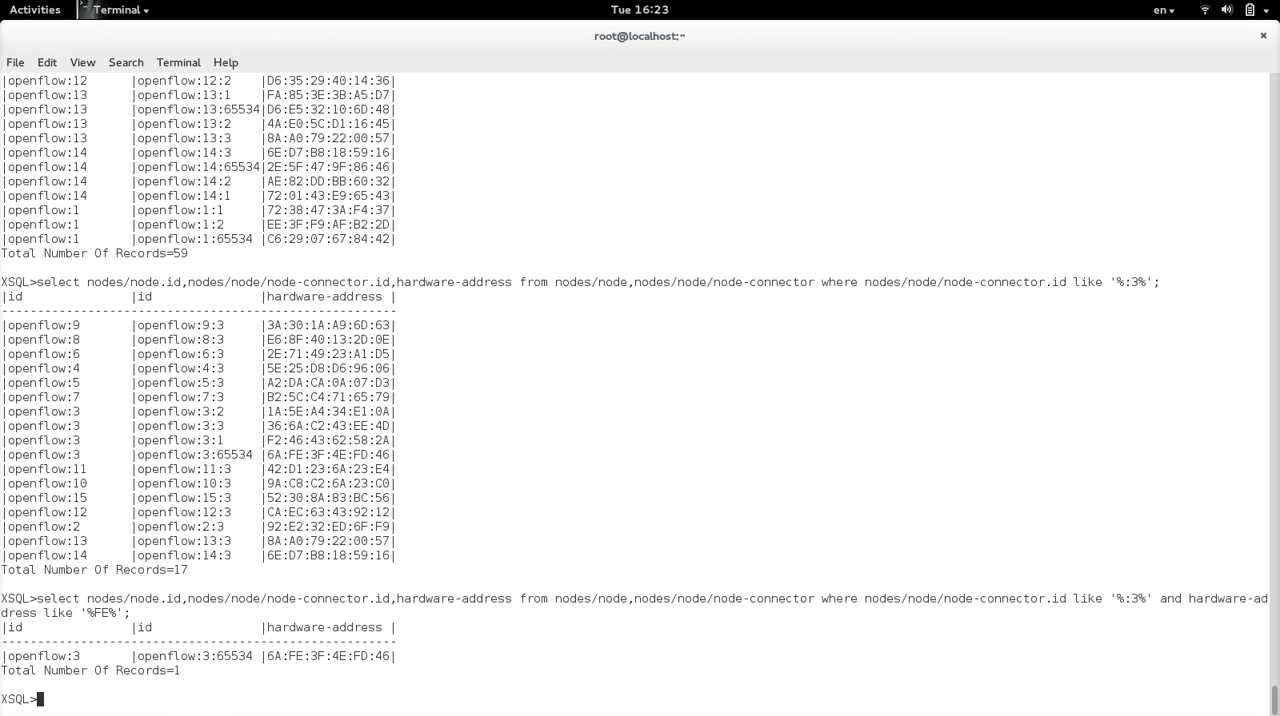 Activities Terminal Tue 16:23 en
root@localhost:~ ×
File Edit View Search Terminal Help
|openflow:12 |openflow:12:2 |D6:35:29:40:14:36|
|openflow:13 |openflow:13:1 |FA:85:3E:3B:A5:D7|
|openflow:13 |openflow:13:65534|D6:E5:32:10:6D:48|
|openflow:13 |openflow:13:2 |4A:E0:5C:D1:16:45|
|openflow:13 |openflow:13:3 |8A:A0:79:22:00:57|
|openflow:14 |openflow:14:3 |6E:D7:B8:18:59:16|
|openflow:14 |openflow:14:65534|2E:5F:47:9F:86:46|
|openflow:14 |openflow:14:2 |AE:82:DD:BB:60:32|
|openflow:14 |openflow:14:1 |72:01:43:E9:65:43|
|openflow:1 |openflow:1:1 |72:38:47:3A:F4:37|
|openflow:1 |openflow:1:2 |EE:3F:F9:AF:B2:2D|
|openflow:1 |openflow:1:65534 |C6:29:07:67:84:42|
Total Number Of Records=59
XSQL>select nodes/node.id,nodes/node/node-connector.id,hardware-address from nodes/node,nodes/node/node-connector where nodes/node/node-connector.id like '%:3%';
|id |id |hardware-address |
--------------------------------------------------------
|openflow:9 |openflow:9:3 |3A:30:1A:A9:6D:63|
|openflow:8 |openflow:8:3 |E6:8F:40:13:2D:0E|
|openflow:6 |openflow:6:3 |2E:71:49:23:A1:D5|
|openflow:4 |openflow:4:3 |5E:25:D8:D6:96:06|
|openflow:5 |openflow:5:3 |A2:DA:CA:0A:07:D3|
|openflow:7 |openflow:7:3 |B2:5C:C4:71:65:79|
|openflow:3 |openflow:3:2 |1A:5E:A4:34:E1:0A|
|openflow:3 |openflow:3:3 |36:6A:C2:43:EE:4D|
|openflow:3 |openflow:3:1 |F2:46:43:62:58:2A|
|openflow:3 |openflow:3:65534 |6A:FE:3F:4E:FD:46|
|openflow:11 |openflow:11:3 |42:D1:23:6A:23:E4|
|openflow:10 |openflow:10:3 |9A:C8:C2:6A:23:C0|
|openflow:15 |openflow:15:3 |52:30:8A:83:BC:56|
|openflow:12 |openflow:12:3 |CA:EC:63:43:92:12|
|openflow:2 |openflow:2:3 |92:E2:32:ED:6F:F9|
|openflow:13 |openflow:13:3 |8A:A0:79:22:00:57|
|openflow:14 |openflow:14:3 |6E:D7:B8:18:59:16|
Total Number Of Records=17
XSQL>select nodes/node.id,nodes/node/node-connector.id,hardware-address from nodes/node,nodes/node/node-connector where nodes/node/node-connector.id like '%:3%' and hardware-ad
dress like '%FE%';
|id |id |hardware-address |
--------------------------------------------------------
|openflow:3 |openflow:3:65534 |6A:FE:3F:4E:FD:46|
Total Number Of Records=1
XSQL>